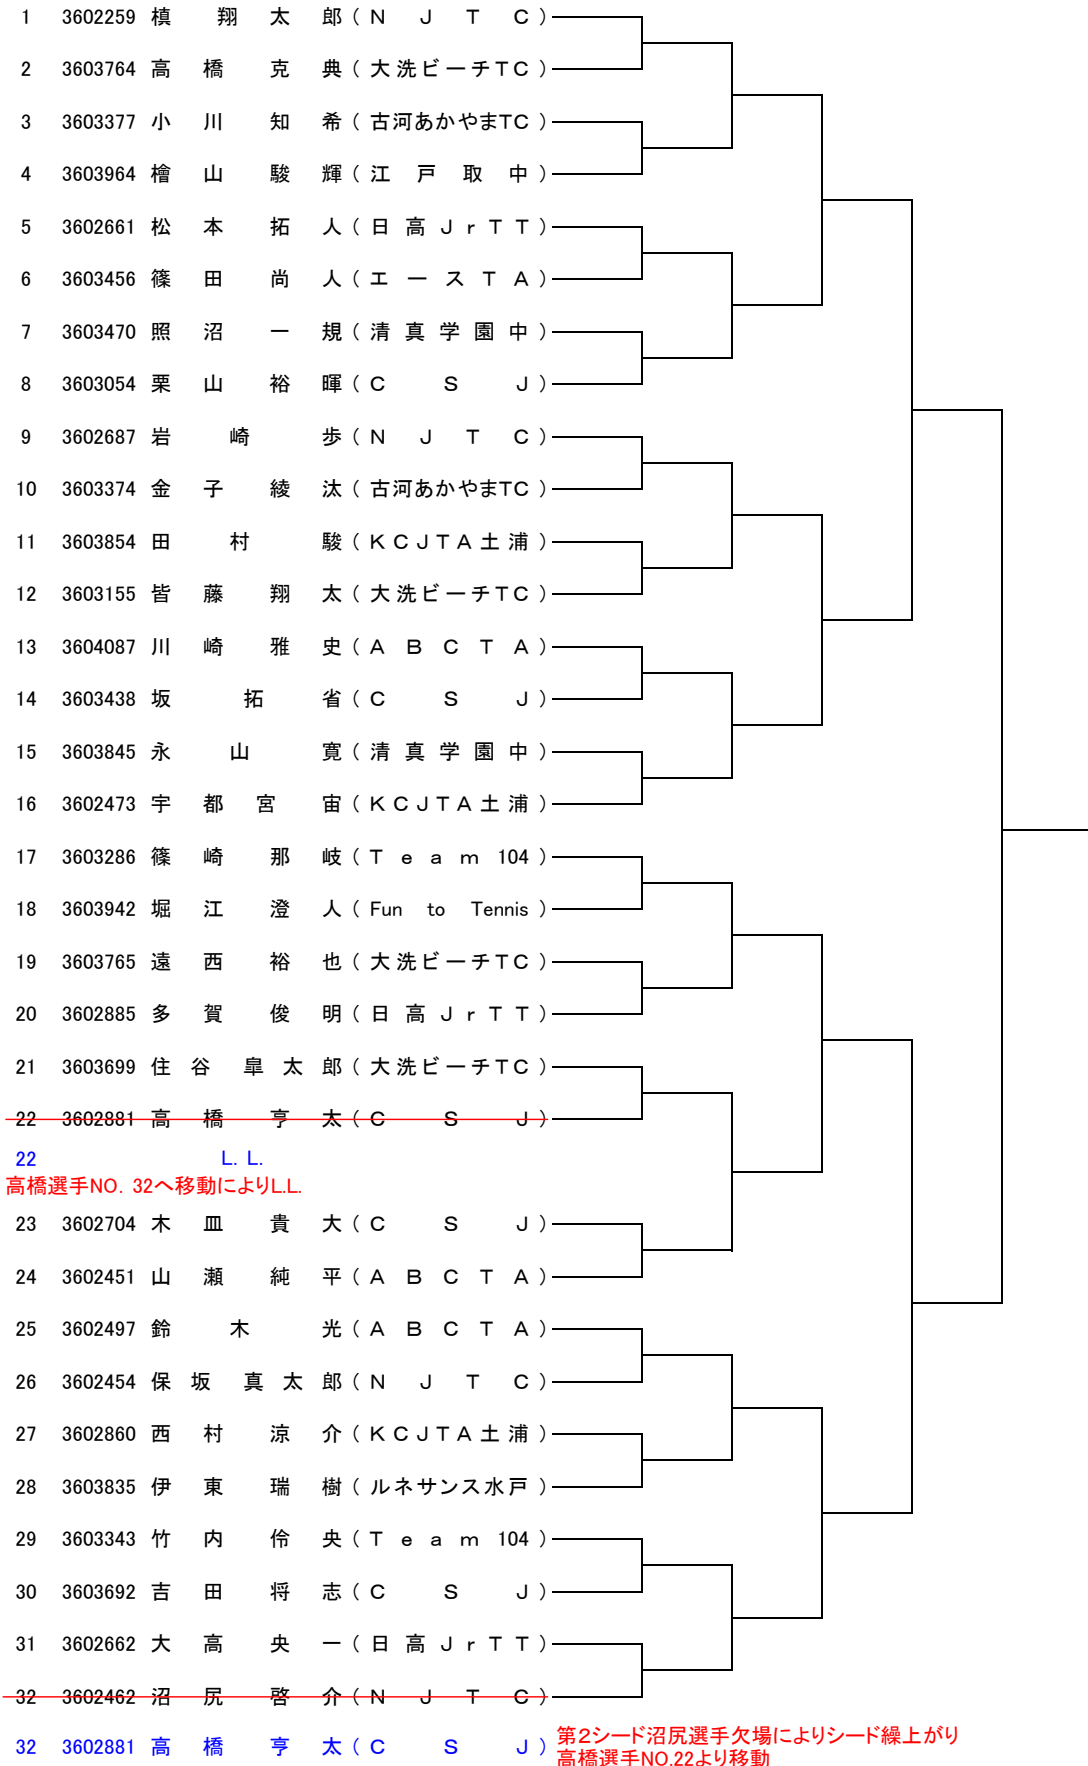 1 3602259 槙 翔 太 郎 ( N J T C )
2 3603764 高 橋 克 典 ( 大洗ビーチTC )
3 3603377 小 川 知 希 ( 古河あかやまTC )
4 3603964 檜 山 駿 輝 ( 江 戸 取 中 )
5 3602661 松 本 拓 人 ( 日 高 J r T T )
6 3603456 篠 田 尚 人 ( エ ー ス T A )
7 3603470 照 沼 一 規 ( 清 真 学 園 中 )
8 3603054 栗 山 裕 暉 ( C S J )
9 3602687 岩 崎 歩 ( N J T C )
10 3603374 金 子 綾 汰 ( 古河あかやまTC )
11 3603854 田 村 駿 ( K C J T A 土 浦 )
12 3603155 皆 藤 翔 太 ( 大洗ビーチTC )
13 3604087 川 崎 雅 史 ( A B C T A )
14 3603438 坂 拓 省 ( C S J )
15 3603845 永 山 寛 ( 清 真 学 園 中 )
16 3602473 宇 都 宮 宙 ( K C J T A 土 浦 )
17 3603286 篠 崎 那 岐 ( T e a m 104 )
18 3603942 堀 江 澄 人 ( Fun to Tennis )
19 3603765 遠 西 裕 也 ( 大洗ビーチTC )
20 3602885 多 賀 俊 明 ( 日 高 J r T T )
21 3603699 住 谷 皐 太 郎 ( 大洗ビーチTC )
22 3602881 高 橋 亨 太 ( C S J )
22 L. L.
高橋選手NO. 32へ移動によりL.L.
23 3602704 木 皿 貴 大 ( C S J )
24 3602451 山 瀬 純 平 ( A B C T A )
25 3602497 鈴 木 光 ( A B C T A )
26 3602454 保 坂 真 太 郎 ( N J T C )
27 3602860 西 村 涼 介 ( K C J T A 土 浦 )
28 3603835 伊 東 瑞 樹 ( ルネサンス水戸 )
29 3603343 竹 内 伶 央 ( T e a m 104 )
30 3603692 吉 田 将 志 ( C S J )
31 3602662 大 高 央 一 ( 日 高 J r T T )
32 3602462 沼 尻 啓 介 ( N J T C )
32 3602881 高 橋 亨 太 ( C S J )
第2シード沼尻選手欠場によりシード繰上がり
高橋選手NO.22より移動